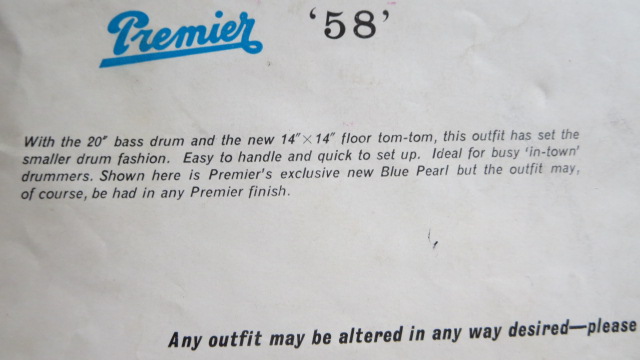 Premier '58'
With the 20" bass drum and the new 14"×14" floor tom-tom, this outfit has set the
smaller drum fashion. Easy to handle and quick to set up. Ideal for busy 'in-town'
drummers. Shown here is Premier's exclusive new Blue Pearl but the outfit may,
of course, be had in any Premier finish.
Any outfit may be altered in any way desired—please